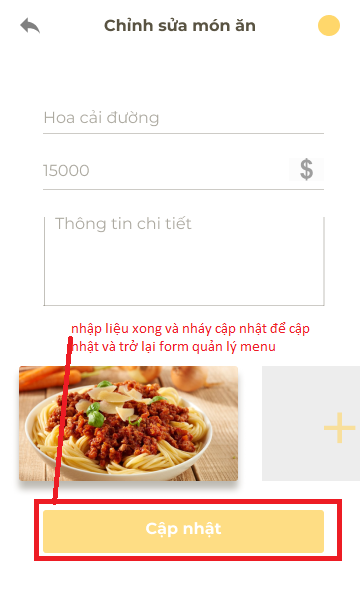 Chỉnh sửa món ăn
Hoa cải đường
15000
$
Thông tin chi tiết
nhập liệu xong và nháy cập nhật để cập
nhật và trở lại form quản lý menu
+
Cập nhật